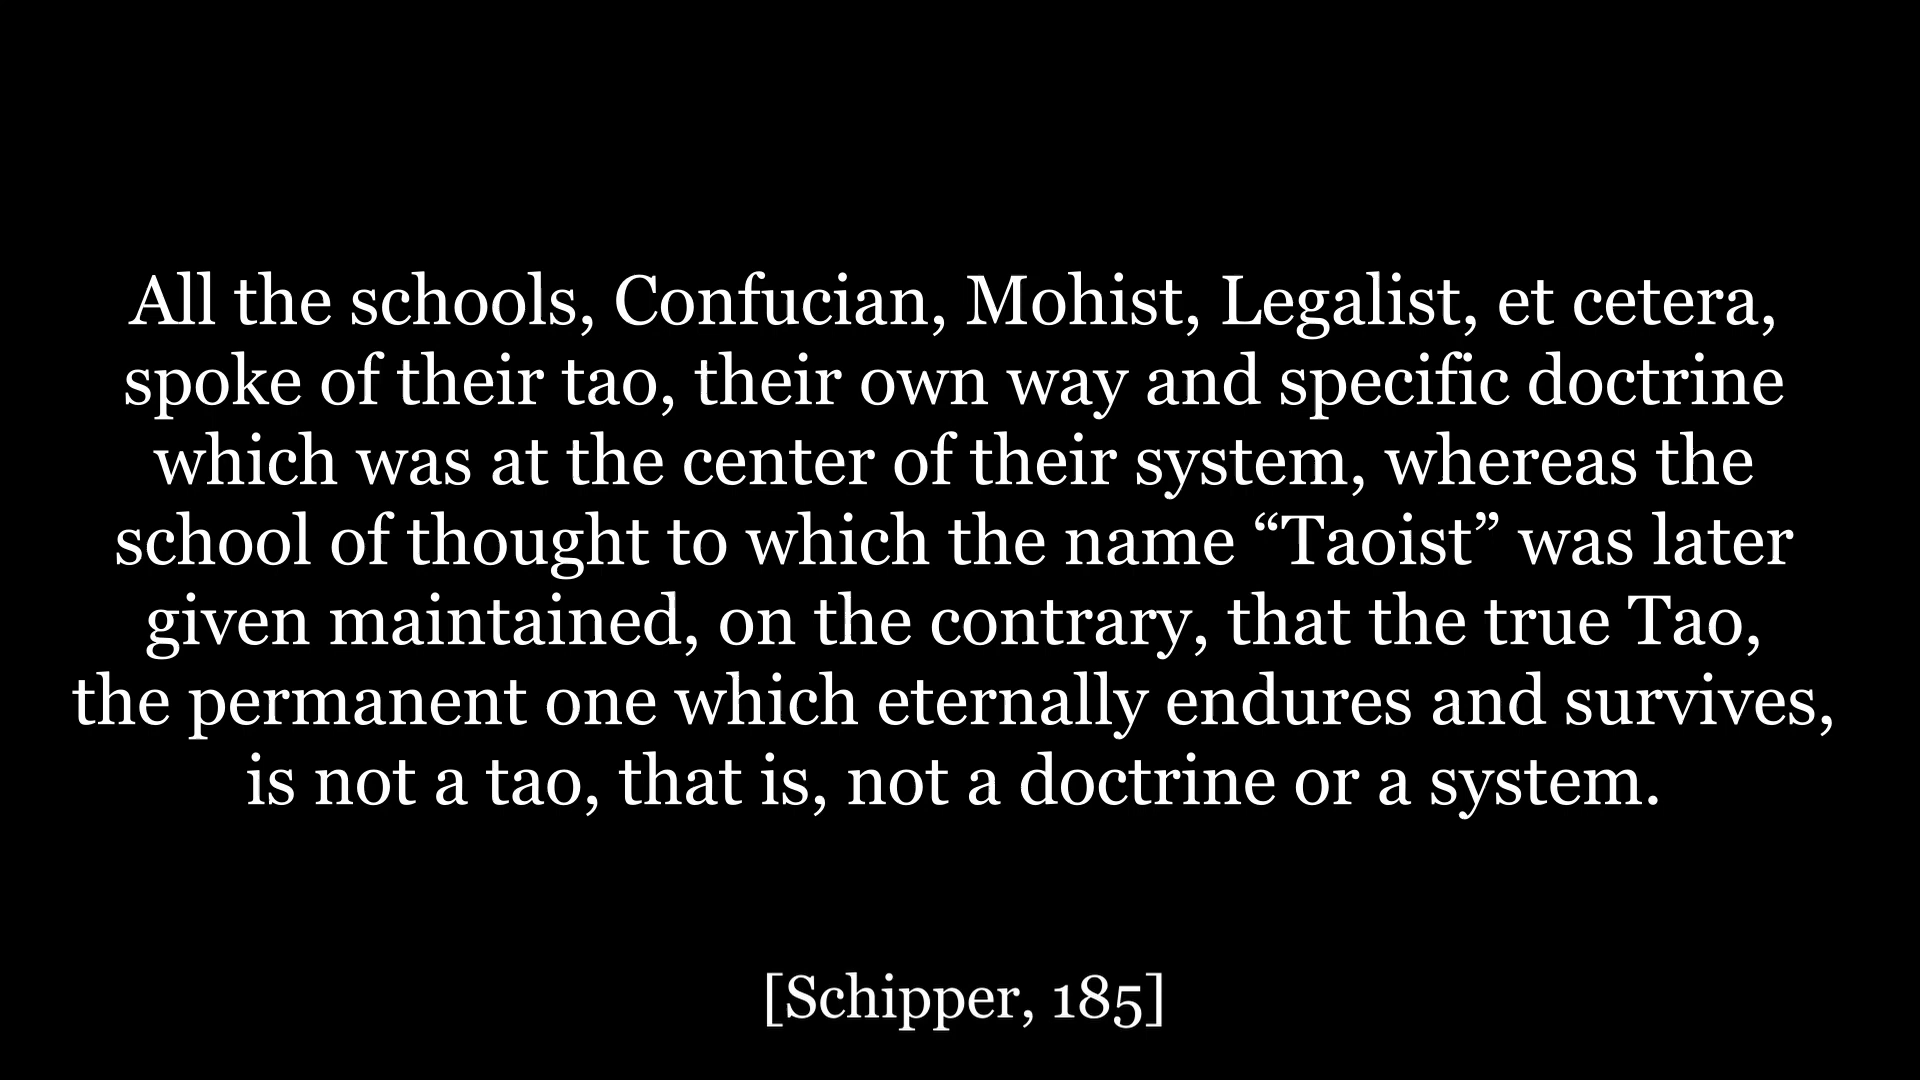 All the schools, Confucian, Mohist, Legalist, et cetera,
spoke of their tao, their own way and specific doctrine
which was at the center of their system, whereas the
school of thought to which the name “Taoist” was later
given maintained, on the contrary, that the true Tao,
the permanent one which eternally endures and survives,
is not a tao, that is, not a doctrine or a system.
[Schipper, 185]